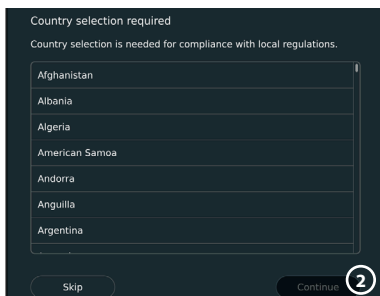 Country selection required
Country selection is needed for compliance with local regulations.
Afghanistan
Albania
Algeria
American Samoa
Andorra
Anguilla
Argentina
Skip
Continue
2